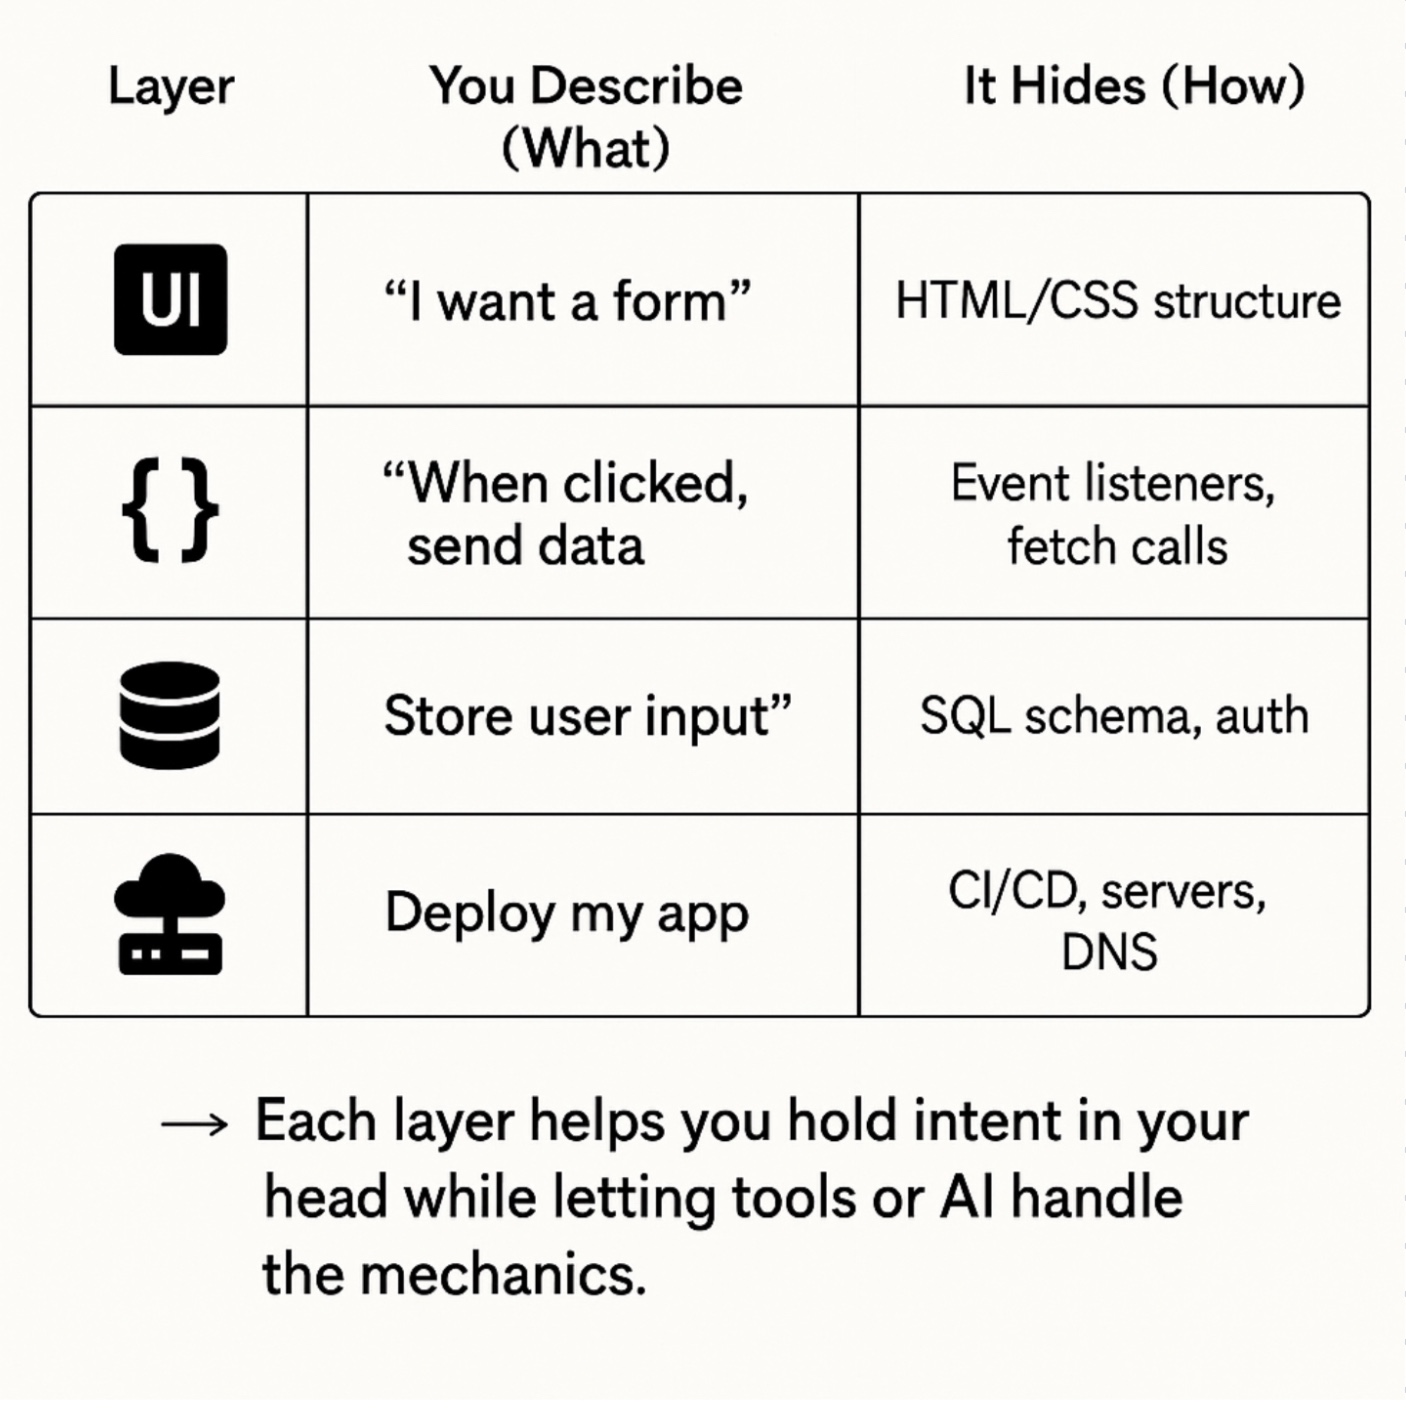 Layer
You Describe
(What)
It Hides (How)
UI
“I want a form”
HTML/CSS structure
{ }
“When clicked,
send data
Event listeners,
fetch calls
Store user input”
SQL schema, auth
Deploy my app
CI/CD, servers,
DNS
→ Each layer helps you hold intent in your
head while letting tools or AI handle
the mechanics.